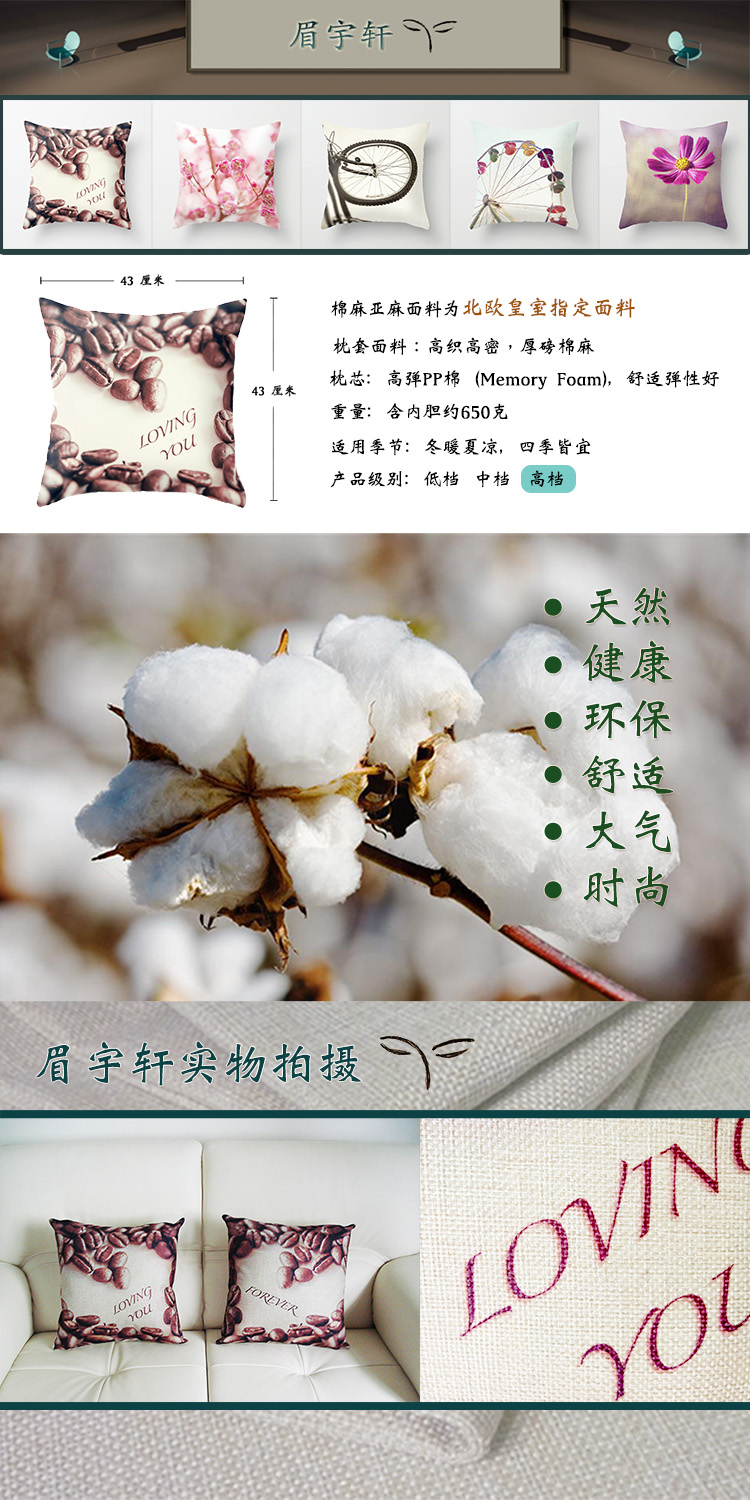 眉宇轩
LOVING
YOU
43 厘米
43 厘米
LOVING
YOU
棉麻亚麻面料为北欧皇室指定面料
枕套面料：高织高密，厚磅棉麻
枕芯: 高弹PP棉 (Memory Foam), 舒适弹性好
重量: 含内胆约650克
适用季节: 冬暖夏凉, 四季皆宜
产品级别: 低档 中档 高档
• 天然
• 健康
• 环保
• 舒适
• 大气
• 时尚
眉宇轩实物拍摄
LOVING
YOU
FOREVER
LOVING
YOU